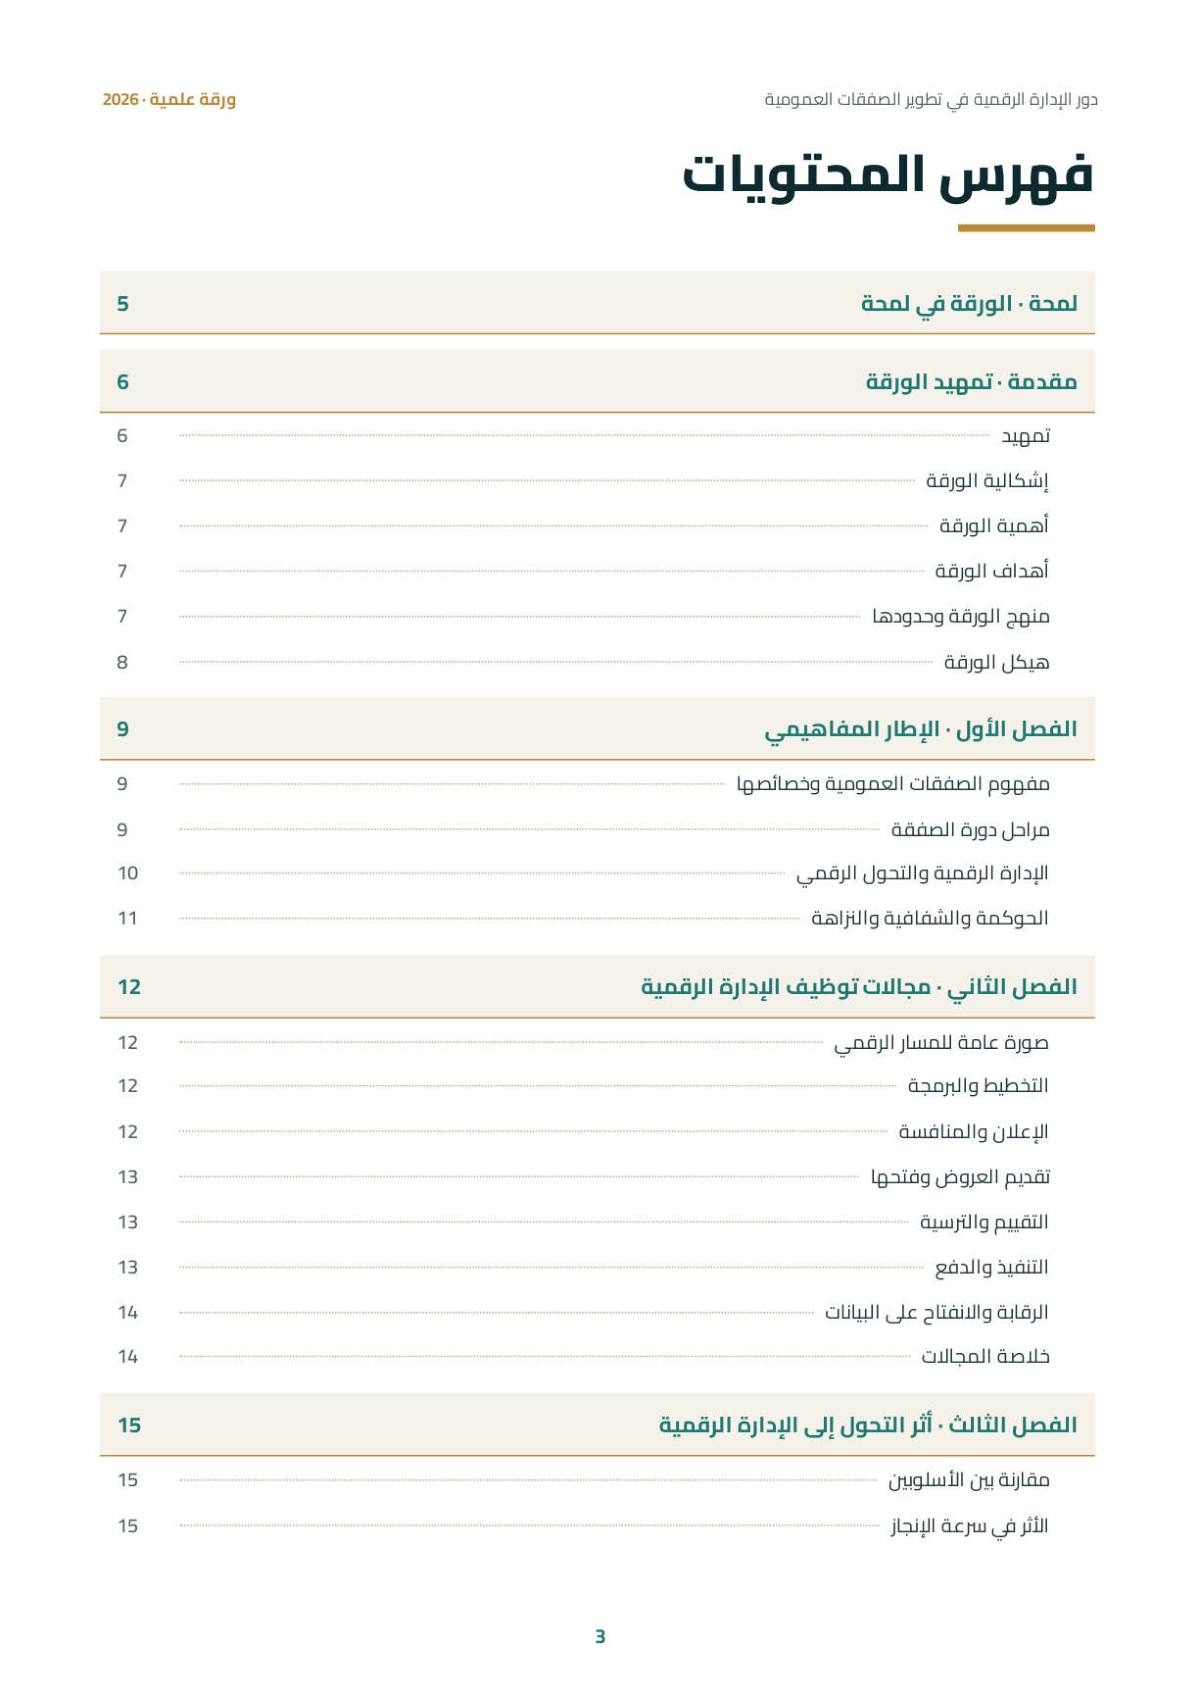 دور الإدارة الرقمية في تطوير الصفقات العمومية
ورقة علمية · 2026
فهرس المحتويات
لمحة · الورقة في لمحة 5
مقدمة · تمهيد الورقة 6
تمهيد 6
إشكالية الورقة 7
أهمية الورقة 7
أهداف الورقة 7
منهج الورقة وحدودها 7
هيكل الورقة 8
الفصل الأول · الإطار المفاهيمي 9
مفهوم الصفقات العمومية وخصائصها 9
مراحل دورة الصفقة 9
الإدارة الرقمية والتحول الرقمي 10
الحوكمة والشفافية والنزاهة 11
الفصل الثاني · مجالات توظيف الإدارة الرقمية 12
صورة عامة للمسار الرقمي 12
التخطيط والبرمجة 12
الإعلان والمنافسة 12
تقديم العروض وفتحها 13
التقييم والترسية 13
التنفيذ والدفع 13
الرقابة والانفتاح على البيانات 14
خلاصة المجالات 14
الفصل الثالث · أثر التحول إلى الإدارة الرقمية 15
مقارنة بين الأسلوبين 15
الأثر في سرعة الإنجاز 15
3